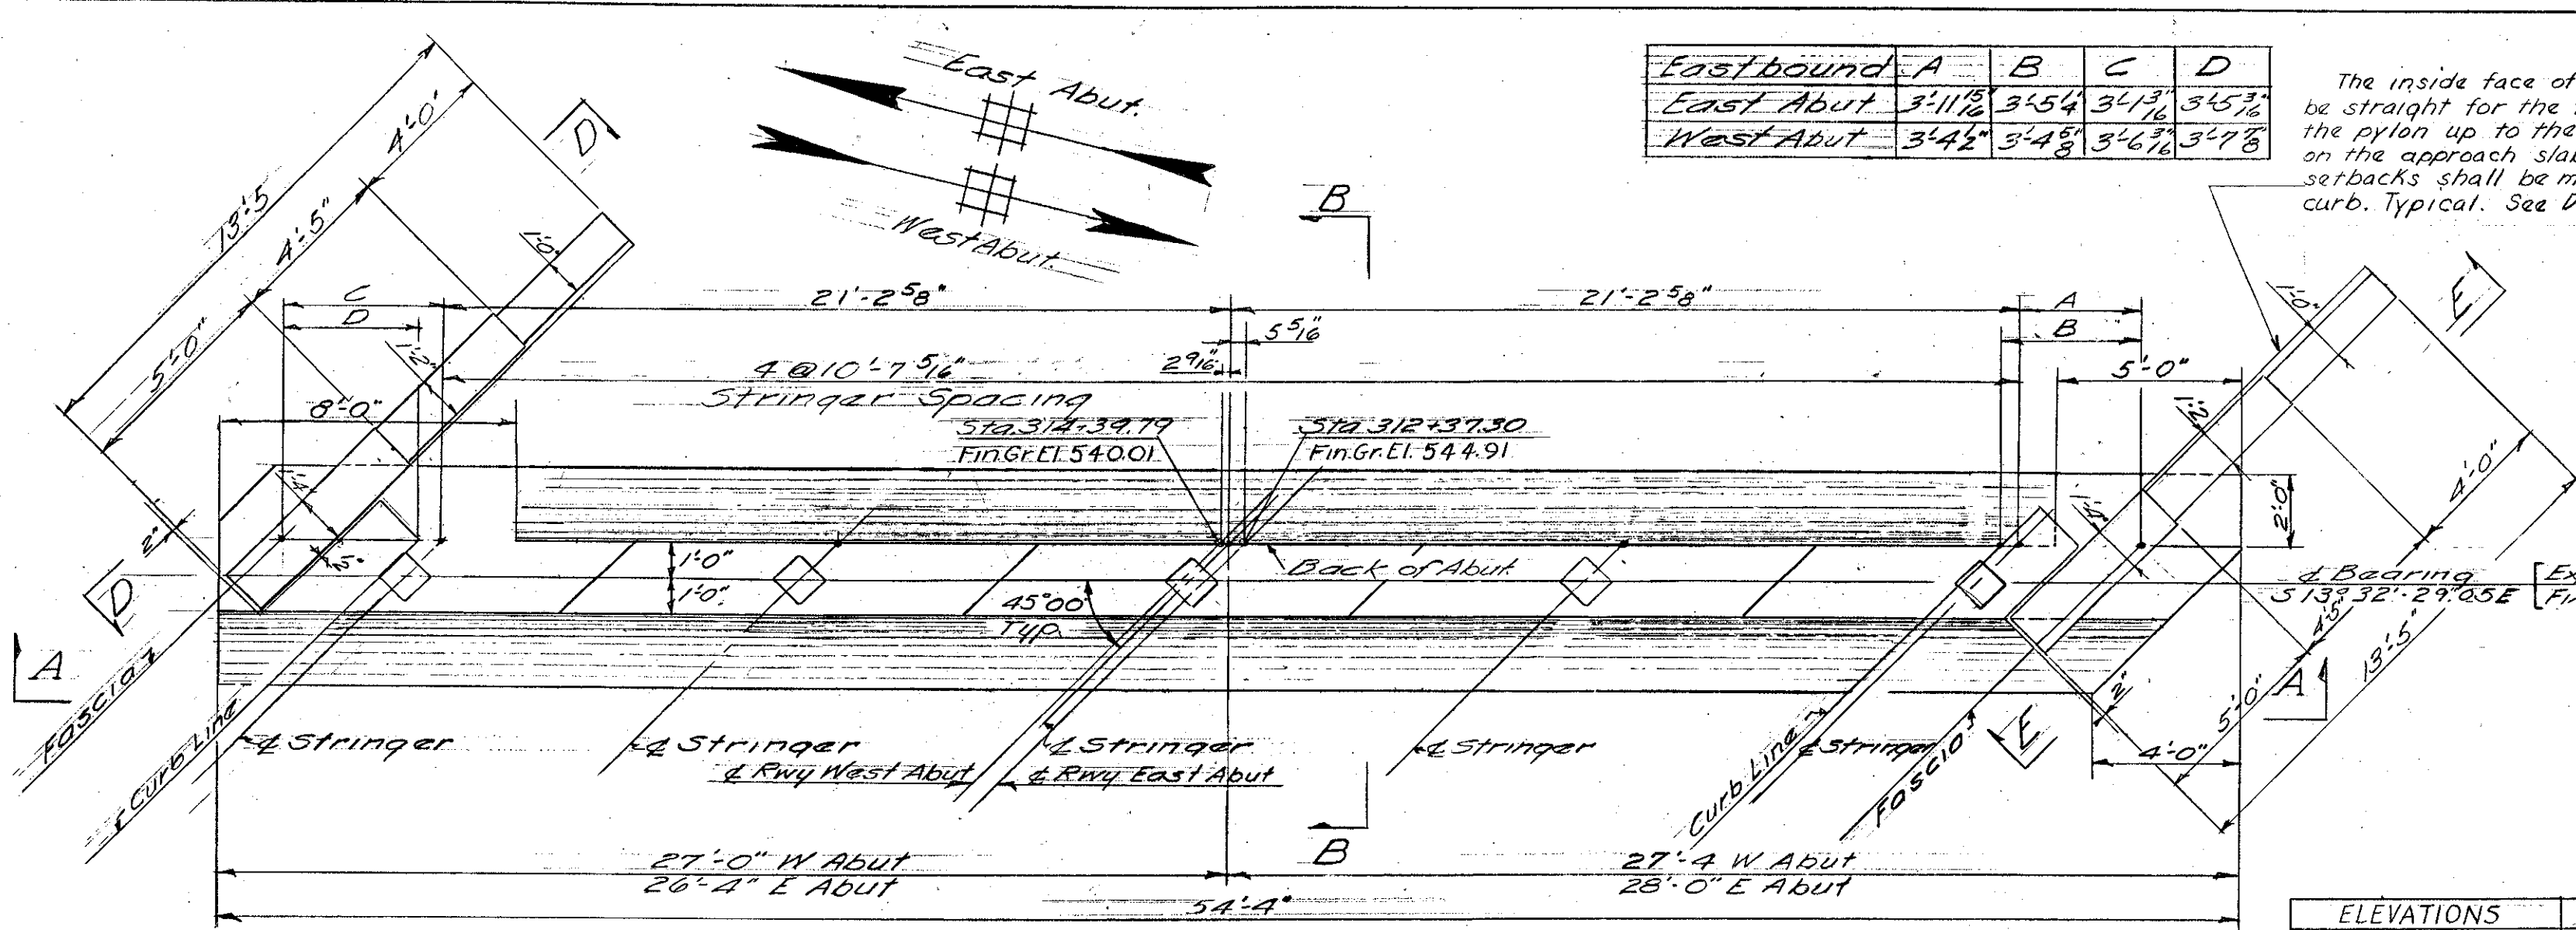 East Abut.
West Abut.
Eastbound A B C D
East Abut 3'-11 15/16" 3'-5 1/4" 3'-1 3/16" 3'-5 3/16"
West Abut 3'-4 1/2" 3'-4 5/8" 3'-6 3/16" 3'-7 7/8"
The inside face of
be straight for the
the pylon up to the
on the approach slab
setbacks shall be
curb. Typical. See
13'-5
4'-0"
4'-5"
5'-0"
D
B
1'-0"
C
D
1'-2"
21'-2 5/8"
21'-2 5/8"
5 5/16"
2 9/16"
A
B
5'-0"
E
1'-0"
1'-2"
4 @ 10'-7 5/16"
Stringer Spacing
8'-0"
Sta. 314+39.79
Fin.Gr.El. 540.01
Sta. 312+37.30
Fin.Gr.El. 544.91
4'-0"
2'-0"
1'-4"
2"
2"
1'-0"
1'-0"
Back of Abut.
45°00'
Typ.
℄ Bearing
S 13°32'-29".05E
4'-5"
13'-5"
5'-0"
2"
4'-0"
D
A
A
E
Fascia
Curb Line
℄ Stringer
℄ Stringer
℄ Stringer
℄ Stringer
℄ Stringer
℄ Rwy West Abut
℄ Rwy East Abut
Curb Line
Fascia
B
27'-0" W Abut
26'-4" E Abut
27'-4 W Abut
28'-0" E Abut
54'-4"
ELEVATIONS